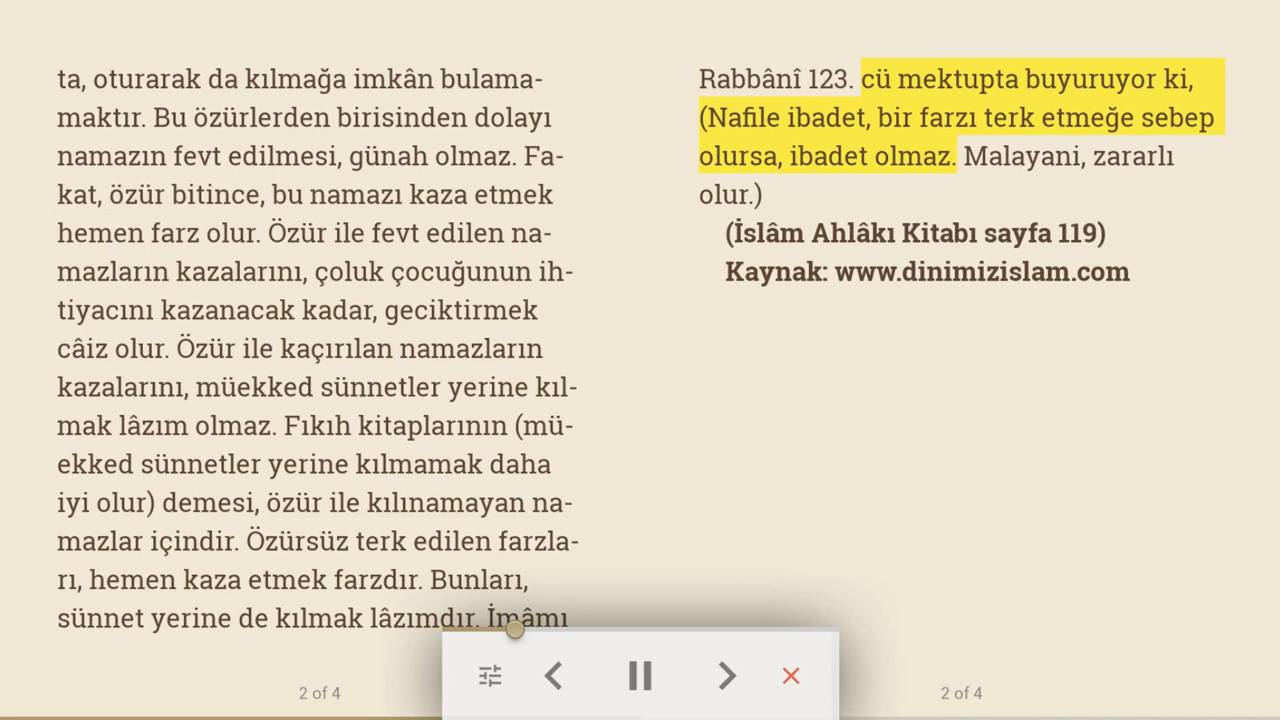 ta, oturarak da kılmağa imkân bulama-
maktır. Bu özürlerden birisinden dolayı
namazın fevt edilmesi, günah olmaz. Fa-
kat, özür bitince, bu namazı kaza etmek
hemen farz olur. Özür ile fevt edilen na-
mazların kazalarını, çoluk çocuğunun ih-
tiyacını kazanacak kadar, geciktirmek
câiz olur. Özür ile kaçırılan namazların
kazalarını, müekked sünnetler yerine kıl-
mak lâzım olmaz. Fıkıh kitaplarının (mü-
ekked sünnetler yerine kılmamak daha
iyi olur) demesi, özür ile kılınamayan na-
mazlar içindir. Özürsüz terk edilen farzla-
rı, hemen kaza etmek farzdır. Bunları,
sünnet yerine de kılmak lâzımdır. İmâmı
2 of 4
Rabbânî 123. cü mektupta buyuruyor ki,
(Nafile ibadet, bir farzı terk etmeğe sebep
olursa, ibadet olmaz. Malayani, zararlı
olur.)
(İslâm Ahlâkı Kitabı sayfa 119)
Kaynak: www.dinimizislam.com
2 of 4